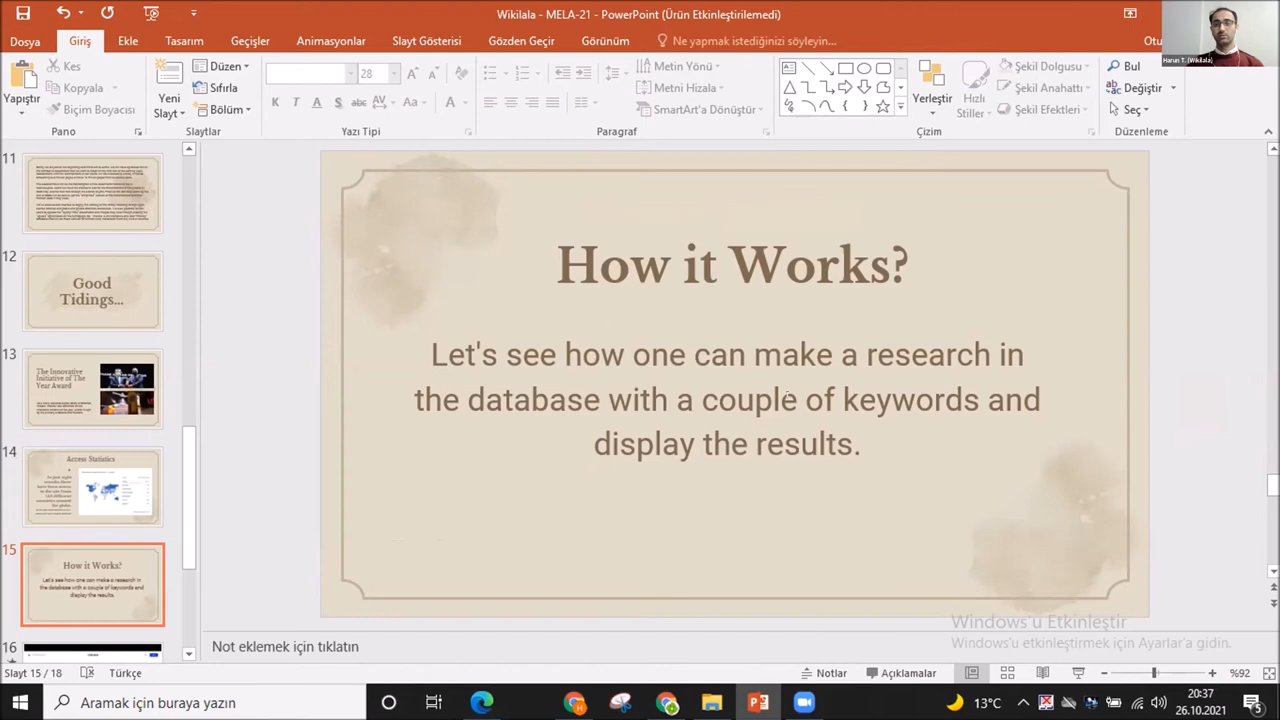 Wikilala - MELA-21 - PowerPoint (Ürün Etkinleştirilemedi)
Harun T. (Wikilala)
Dosya Giriş Ekle Tasarım Geçişler Animasyonlar Slayt Gösterisi Gözden Geçir Görünüm Ne yapmak istediğinizi söyleyin... Otu
Yapıştır
Kes
Kopyala
Biçim Boyacısı
Pano
Yeni
Slayt
Düzen
Sıfırla
Bölüm
Slaytlar
28
Yazı Tipi
Metin Yönü
Metni Hizala
SmartArt'a Dönüştür
Paragraf
Yerleştir
Hızlı
Stiller
Şekil Dolgusu
Şekil Anahattı
Şekil Efektleri
Çizim
Bul
Değiştir
Seç
Düzenleme
11
12
Good
Tidings...
13
The Innovative
Initiative of The
Year Award
14
Access Statistics
15
How it Works?
Let's see how one can make a research in
the database with a couple of keywords and
display the results.
16
How it Works?
Let's see how one can make a research in
the database with a couple of keywords and
display the results.
Windows'u Etkinleştir
Windows'u etkinleştirmek için Ayarlar'a gidin.
Not eklemek için tıklatın
Slayt 15 / 18 Türkçe Notlar Açıklamalar %92
Aramak için buraya yazın 13°C 20:37
26.10.2021
5